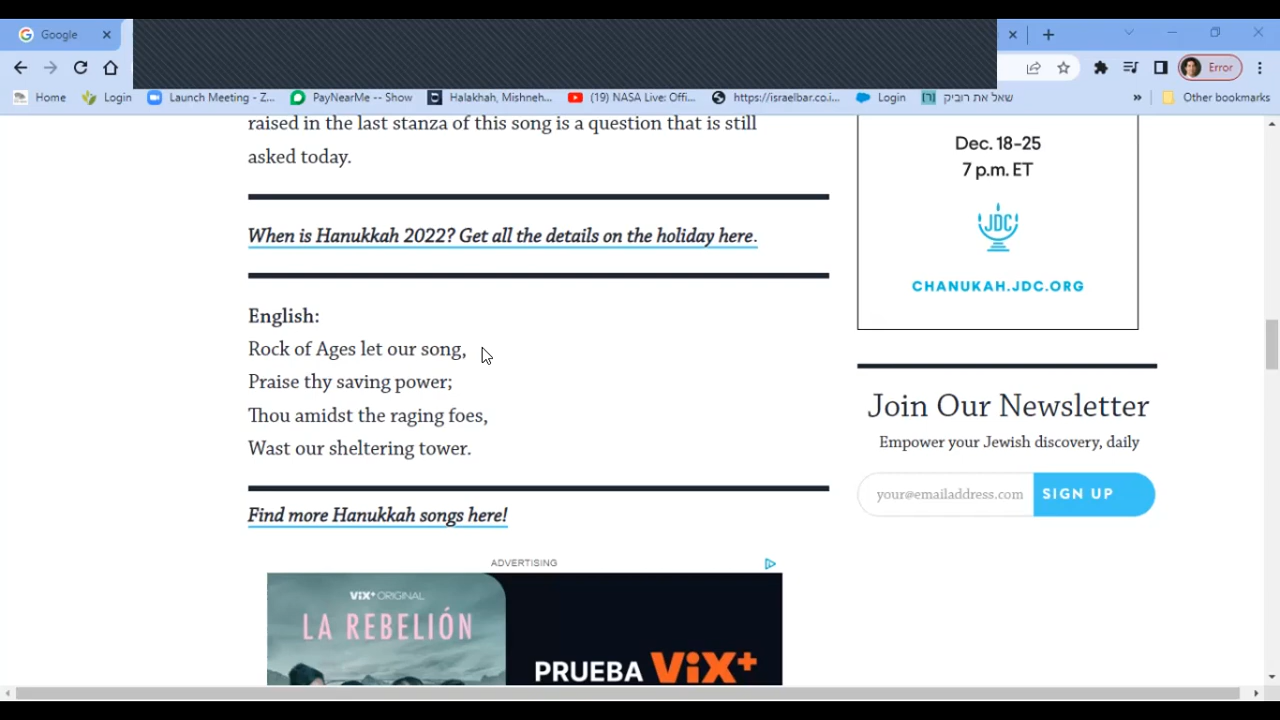 Google
Error
Home
Login
Launch Meeting - Z...
PayNearMe -- Show
Halakhah, Mishneh...
(19) NASA Live: Offi...
https://israelbar.co.i...
Login
שאל את רוביק
Other bookmarks
raised in the last stanza of this song is a question that is still
asked today.
When is Hanukkah 2022? Get all the details on the holiday here.
English:
Rock of Ages let our song,
Praise thy saving power;
Thou amidst the raging foes,
Wast our sheltering tower.
Find more Hanukkah songs here!
ADVERTISING
ViX+ ORIGINAL
LA REBELIÓN
PRUEBA ViX+
Dec. 18-25
7 p.m. ET
JDC
CHANUKAH.JDC.ORG
Join Our Newsletter
Empower your Jewish discovery, daily
your@emailaddress.com
SIGN UP